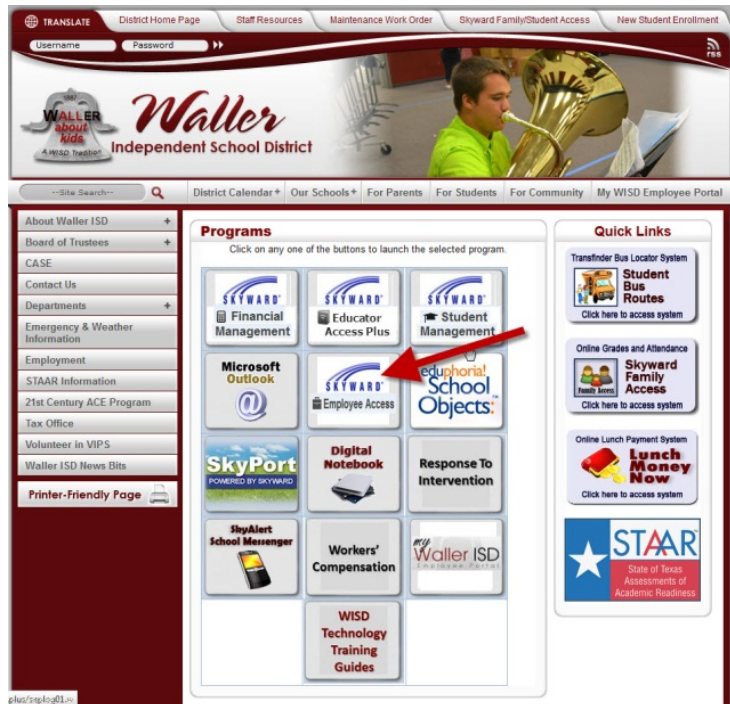 TRANSLATE
District Home Page
Staff Resources
Maintenance Work Order
Skyward Family/Student Access
New Student Enrollment
Username
Password
rss
1887
WALLER
about
kids
A WISD Tradition
Waller
Independent School District
--Site Search--
District Calendar+
Our Schools+
For Parents
For Students
For Community
My WISD Employee Portal
About Waller ISD +
Board of Trustees +
CASE
Contact Us
Departments +
Emergency & Weather
Information
Employment
STAAR Information
21st Century ACE Program
Tax Office
Volunteer in VIPS
Waller ISD News Bits
Printer-Friendly Page
Programs
Click on any one of the buttons to launch the selected program.
SKYWARD®
Financial
Management
SKYWARD®
Educator
Access Plus
SKYWARD®
Student
Management
Microsoft
Outlook
@
SKYWARD®
Employee Access
eduphoria!
School
Objects:™
SkyPort
POWERED BY SKYWARD
Digital
Notebook
Response To
Intervention
SkyAlert
School Messenger
Workers'
Compensation
my
Waller ISD
Employee Portal
WISD
Technology
Training
Guides
Quick Links
Transfinder Bus Locator System
Student
Bus
Routes
Click here to access system
Online Grades and Attendance
Skyward
Family
Access
Family Access
Click here to access system
Online Lunch Payment System
Lunch
Money
Now
Click here to access system
STAAR
State of Texas
Assessments of
Academic Readiness